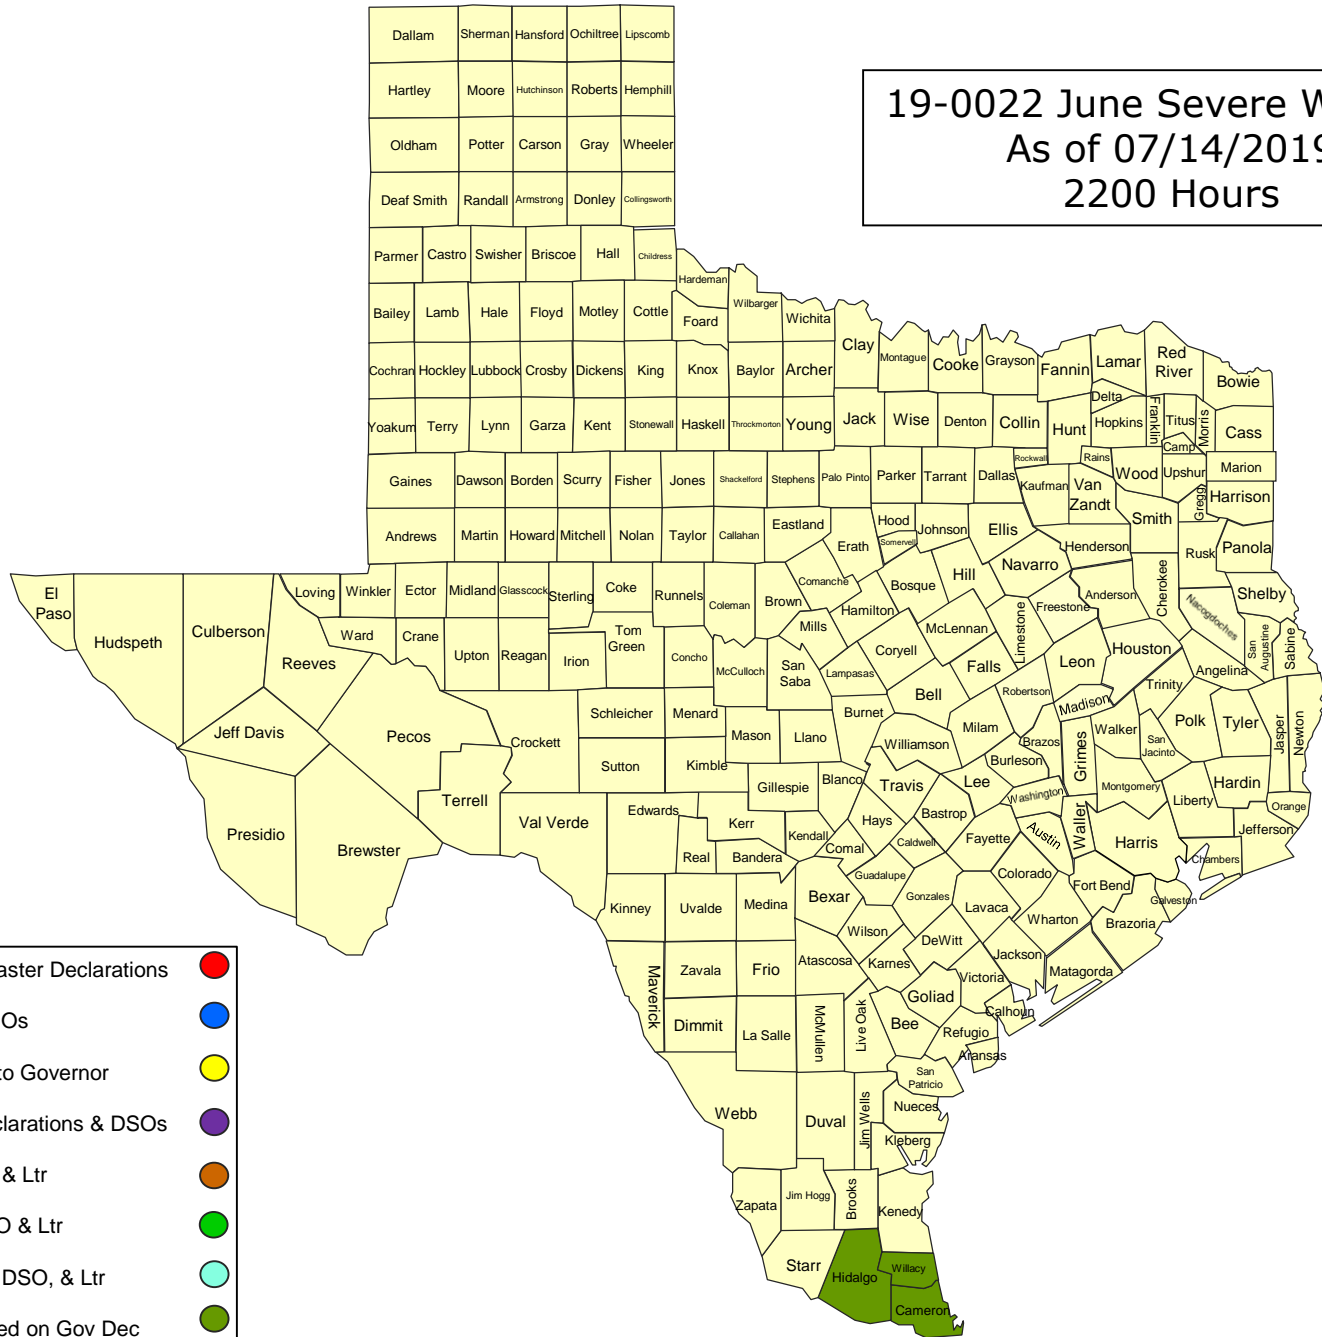 Dallam Sherman Hansford Ochiltree Lipscomb
Hartley Moore Hutchinson Roberts Hemphill
19-0022 June Severe
As of 07/14/2019
2200 Hours
Oldham Potter Carson Gray Wheeler
Deaf Smith Randall Armstrong Donley Collingsworth
Parmer Castro Swisher Briscoe Hall Childress
Hardeman
Bailey Lamb Hale Floyd Motley Cottle Foard Wilbarger Wichita
Clay Montague Cooke Grayson Fannin Lamar Red River Bowie
Cochran Hockley Lubbock Crosby Dickens King Knox Baylor Archer
Delta
Yoakum Terry Lynn Garza Kent Stonewall Haskell Throckmorton Young Jack Wise Denton Collin Hunt Hopkins Franklin Titus Morris Cass
Camp
Rockwall Rains
Gaines Dawson Borden Scurry Fisher Jones Shackelford Stephens Palo Pinto Parker Tarrant Dallas Kaufman Van Zandt Wood Upshur Marion
Gregg Harrison
Andrews Martin Howard Mitchell Nolan Taylor Callahan Eastland Erath Hood Somervell Johnson Ellis Henderson Smith Rusk Panola
El Paso Hudspeth Culberson Loving Winkler Ector Midland Glasscock Sterling Coke Runnels Coleman Brown Comanche Hamilton Bosque Hill Navarro Freestone Anderson Cherokee Nacogdoches Shelby
Reeves Ward Crane Upton Reagan Irion Tom Green Concho McCulloch San Saba Mills Lampasas Coryell McLennan Limestone Falls Leon Houston Angelina San Augustine Sabine
Jeff Davis Pecos Crockett Schleicher Menard Mason Llano Burnet Bell Milam Robertson Madison Trinity Walker San Jacinto Polk Tyler Jasper Newton
Terrell Sutton Kimble Gillespie Blanco Williamson Travis Lee Burleson Brazos Grimes Washington Montgomery Liberty Hardin Orange
Presidio Brewster Val Verde Edwards Real Kerr Bandera Kendall Comal Hays Caldwell Bastrop Fayette Austin Waller Harris Chambers Jefferson
Kinney Uvalde Medina Bexar Guadalupe Gonzales Lavaca Colorado Wharton Fort Bend Brazoria Galveston
Maverick Zavala Frio Atascosa Wilson Karnes DeWitt Victoria Jackson Matagorda
Dimmit La Salle McMullen Live Oak Bee Goliad Refugio Calhoun Aransas
San Patricio
Webb Duval Jim Wells Nueces
Kleberg
Zapata Jim Hogg Brooks Kenedy
Starr Hidalgo Willacy
Cameron
Declarations
to Governor
& DSOs
& Ltr
& Ltr
DSO, & Ltr
on Gov Dec